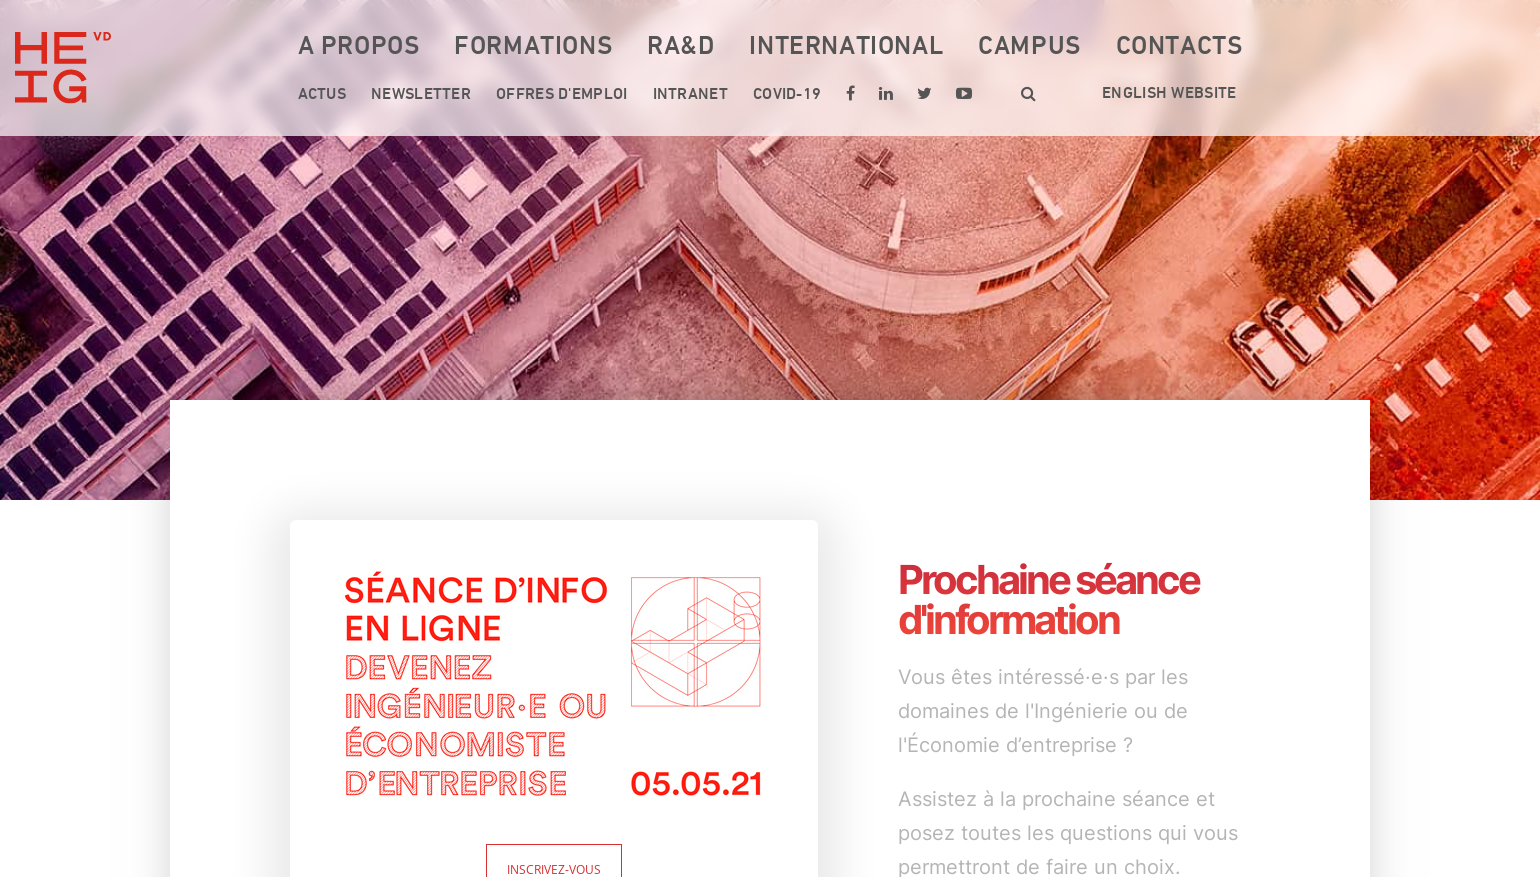 HE VD
IG
A PROPOS FORMATIONS RA&D INTERNATIONAL CAMPUS CONTACTS
ACTUS NEWSLETTER OFFRES D'EMPLOI INTRANET COVID-19 ENGLISH WEBSITE
SÉANCE D’INFO
EN LIGNE
DEVENEZ
INGÉNIEUR·E OU
ÉCONOMISTE
D’ENTREPRISE
05.05.21
INSCRIVEZ-VOUS
Prochaine séance
d'information
Vous êtes intéressé·e·s par les
domaines de l'Ingénierie ou de
l'Économie d’entreprise ?
Assistez à la prochaine séance et
posez toutes les questions qui vous
permettront de faire un choix.